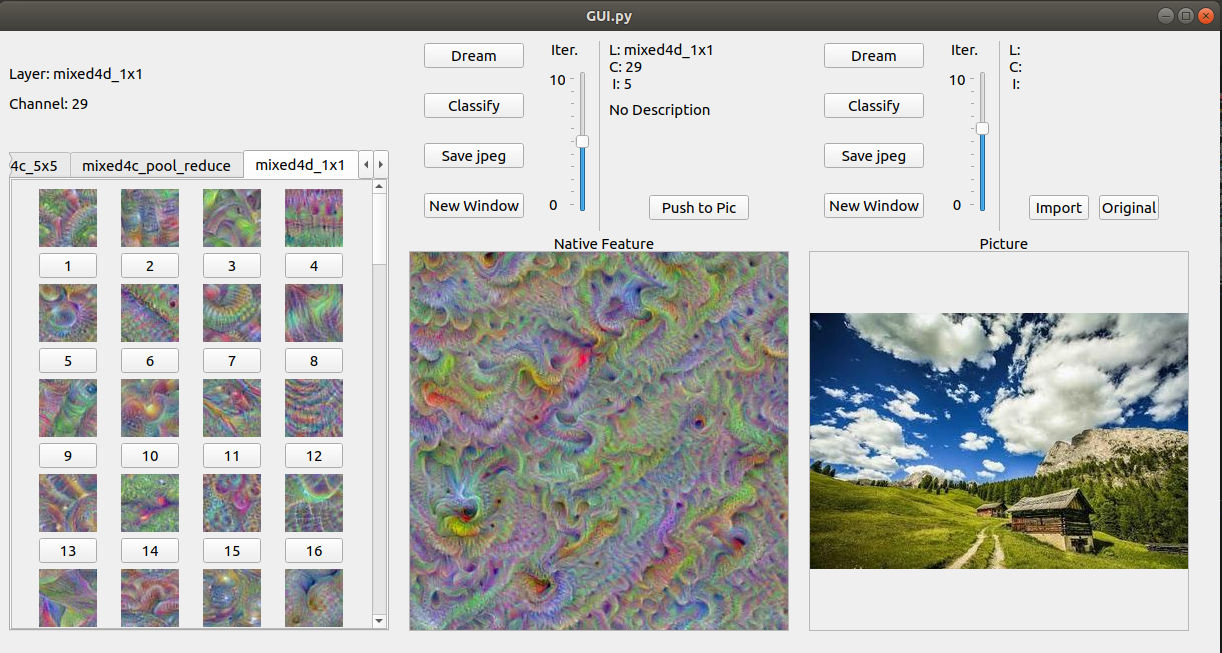 GUI.py
Layer: mixed4d_1x1
Channel: 29
4c_5x5
mixed4c_pool_reduce
mixed4d_1x1
1 2 3 4
5 6 7 8
9 10 11 12
13 14 15 16
Dream
Classify
Save jpeg
New Window
Iter.
10
0
L: mixed4d_1x1
C: 29
I: 5
No Description
Push to Pic
Native Feature
Dream
Classify
Save jpeg
New Window
Iter.
10
0
L:
C:
I:
Import
Original
Picture